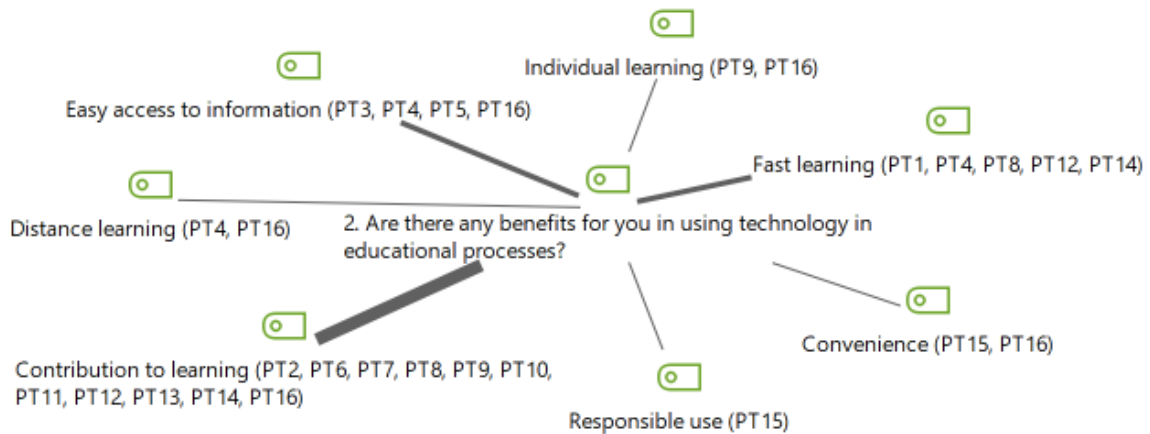 Individual learning (PT9, PT16)
Easy access to information (PT3, PT4, PT5, PT16)
Fast learning (PT1, PT4, PT8, PT12, PT14)
Distance learning (PT4, PT16)
2. Are there any benefits for you in using technology in
educational processes?
Convenience (PT15, PT16)
Contribution to learning (PT2, PT6, PT7, PT8, PT9, PT10,
PT11, PT12, PT13, PT14, PT16)
Responsible use (PT15)